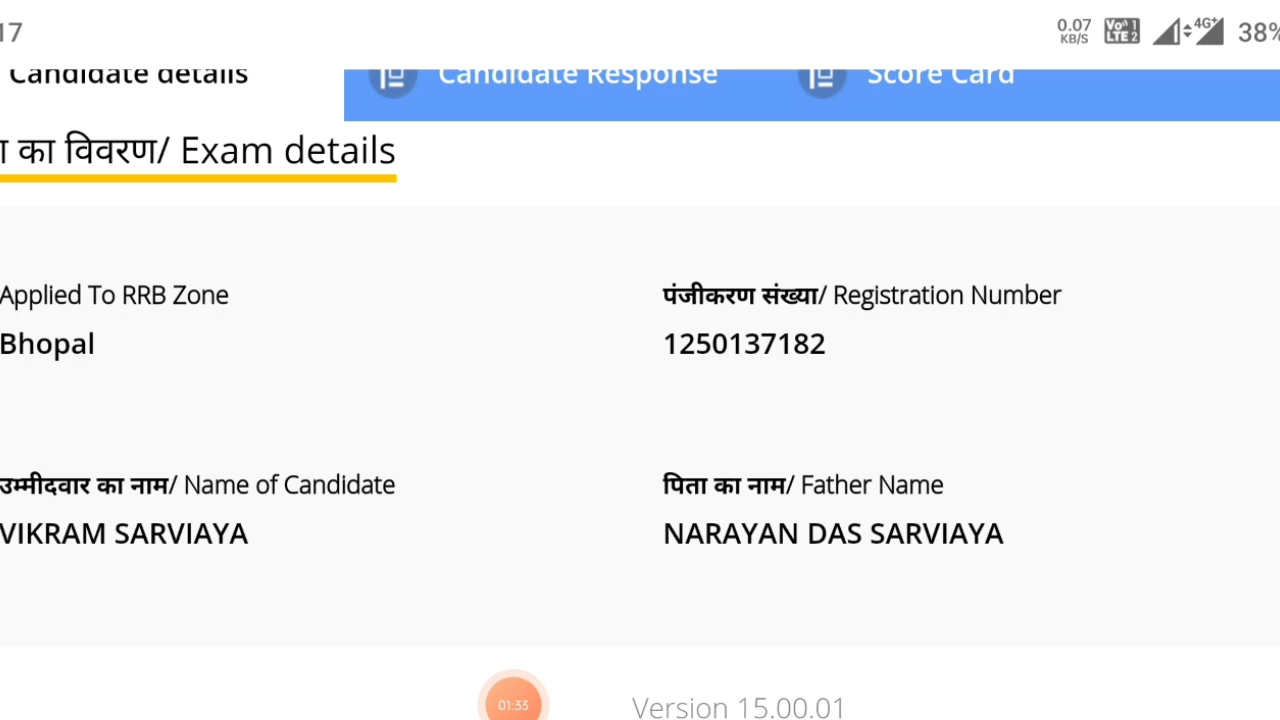 17 0.07 KB/S Vo 1 LTE 2 4G+ 38%
Candidate details Candidate Response Score Card
का विवरण/ Exam details
Applied To RRB Zone पंजीकरण संख्या/ Registration Number
Bhopal 1250137182
उम्मीदवार का नाम/ Name of Candidate पिता का नाम/ Father Name
VIKRAM SARVIAYA NARAYAN DAS SARVIAYA
01:33 Version 15.00.01